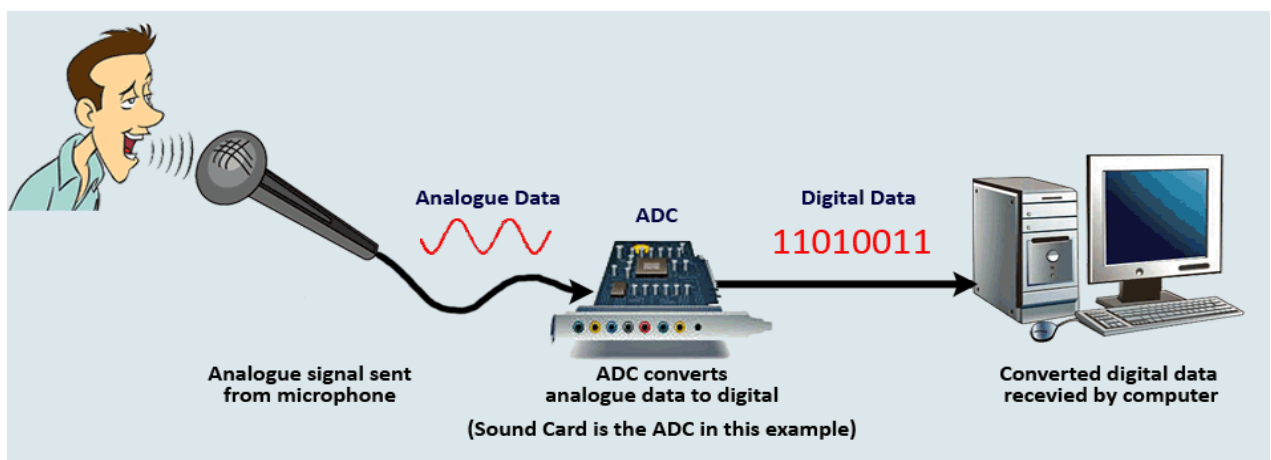 Analogue Data
ADC
Digital Data
11010011
Analogue signal sent
from microphone
ADC converts
analogue data to digital
(Sound Card is the ADC in this example)
Converted digital data
recevied by computer